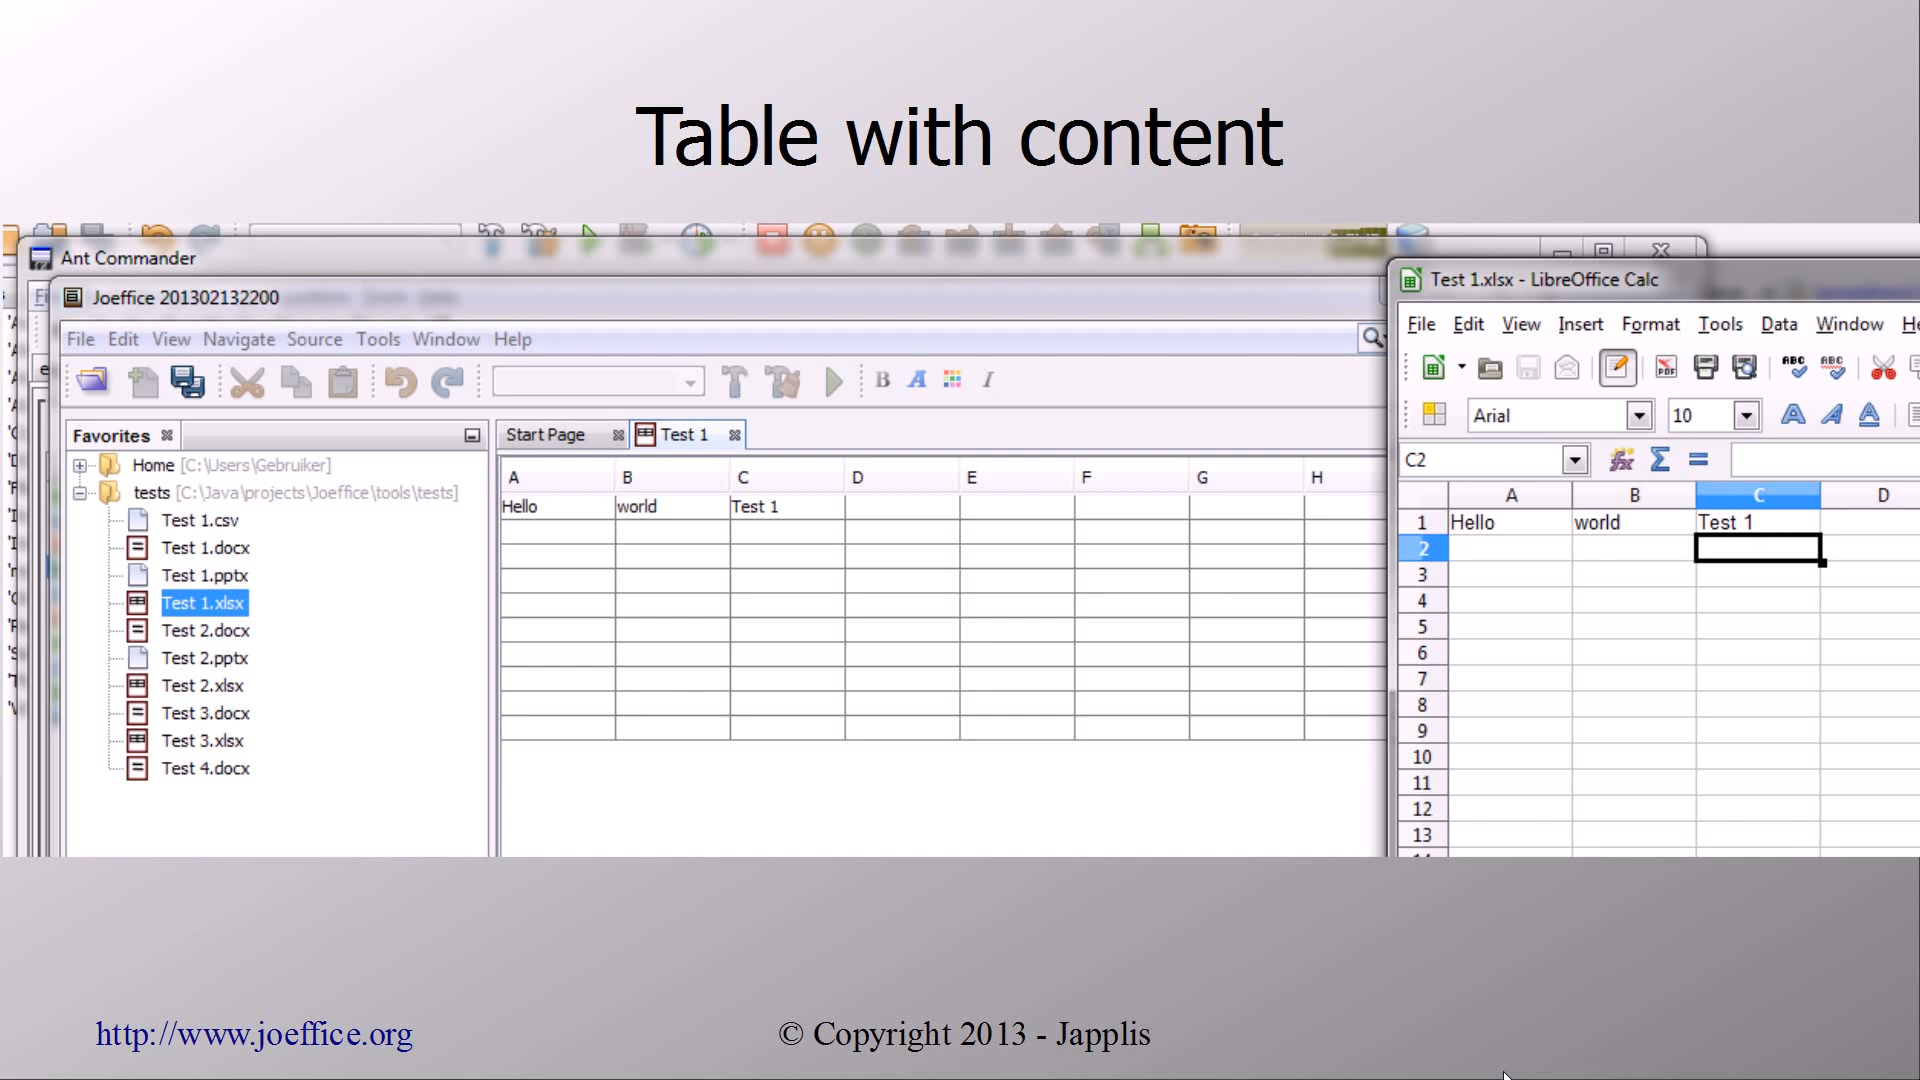 Table with content
Ant Commander
Joeffice 201302132200
File Edit View Navigate Source Tools Window Help
B A I
Favorites
Home [C:\Users\Gebruiker]
tests [C:\Java\projects\Joeffice\tools\tests]
Test 1.csv
Test 1.docx
Test 1.pptx
Test 1.xlsx
Test 2.docx
Test 2.pptx
Test 2.xlsx
Test 3.docx
Test 3.xlsx
Test 4.docx
Start Page Test 1
A B C D E F G H
Hello world Test 1
Test 1.xlsx - LibreOffice Calc
File Edit View Insert Format Tools Data Window He
PDF ABC ABC
Arial 10 A A A
C2 fx Σ =
A B C D
1 Hello world Test 1
2
3
4
5
6
7
8
9
10
11
12
13
http://www.joeffice.org
© Copyright 2013 - Japplis